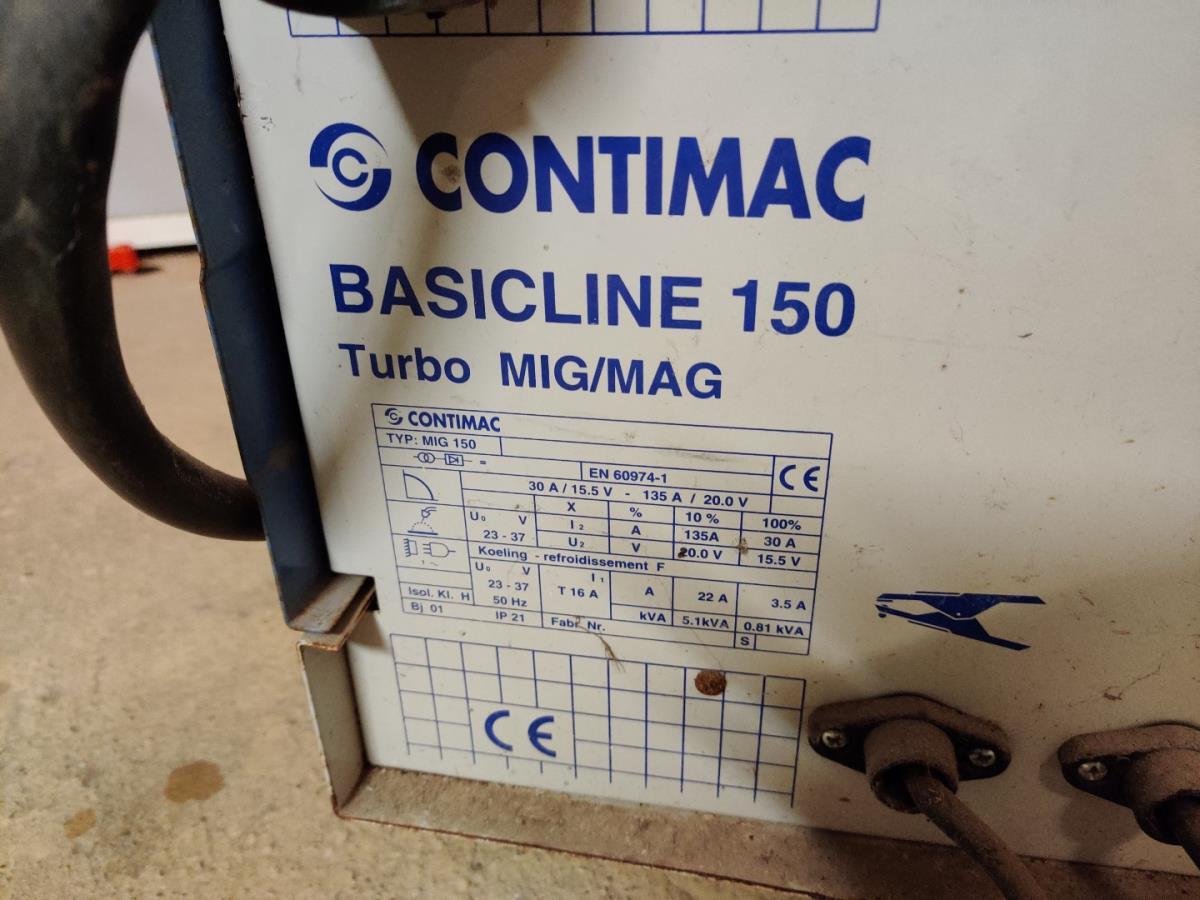 CONTIMAC
BASICLINE 150
Turbo MIG/MAG
CONTIMAC
TYP: MIG 150
= EN 60974-1 CE
30 A / 15.5 V - 135 A / 20.0 V
X % 10 % 100%
U₀ V I₂ A 135A 30 A
23 - 37 U₂ V 20.0 V 15.5 V
Koeling - refroidissement F
1 ~ U₀ V I₁ A 22 A 3.5 A
23 - 37 T 16 A
Isol. Kl. H 50 Hz kVA 5.1kVA 0.81 kVA
Bj 01 IP 21 Fabr. Nr. S
CE